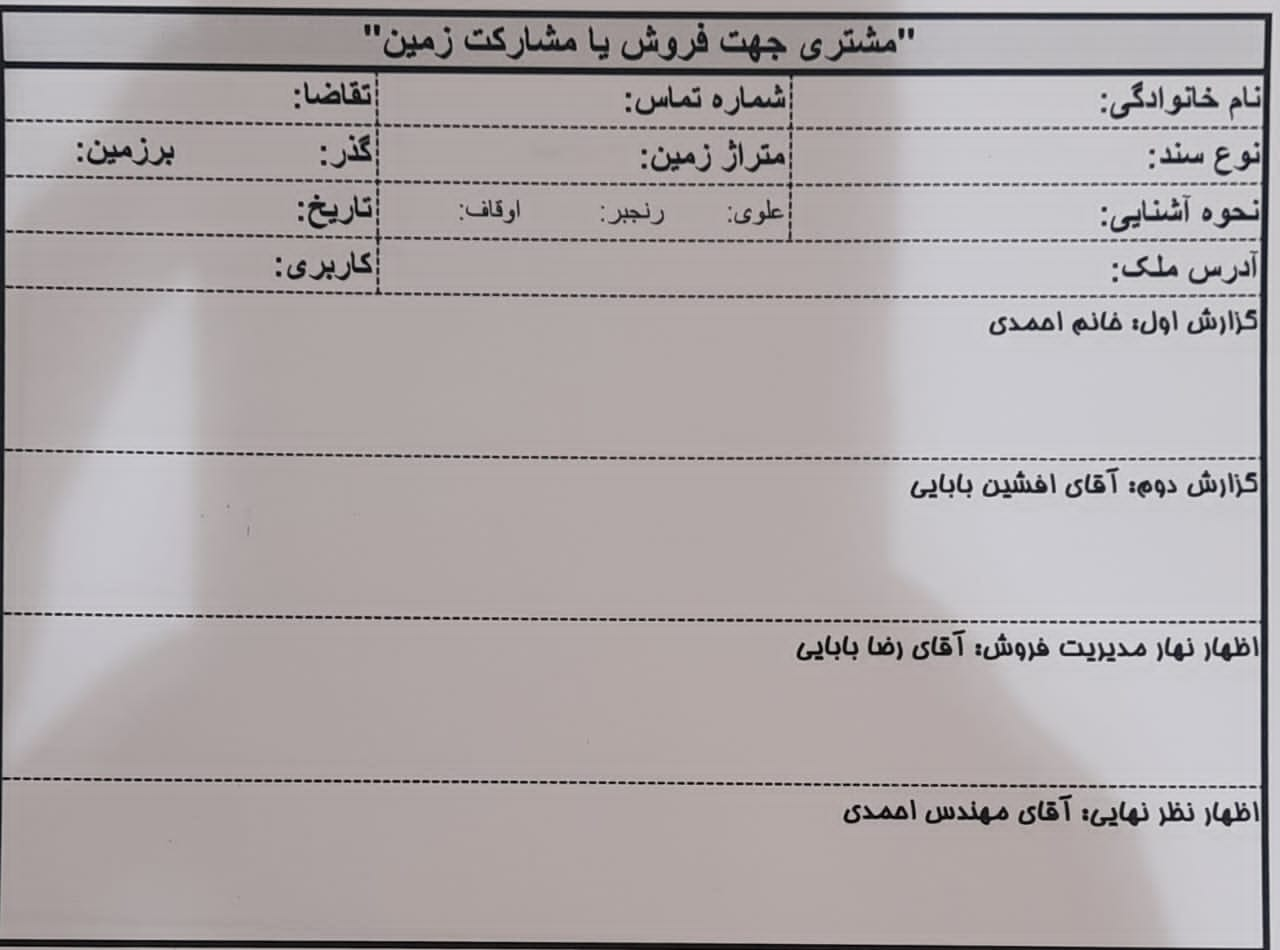 "مشتری جهت فروش یا مشارکت زمین"
نام خانوادگی: شماره تماس: تقاضا:
نوع سند: متراژ زمین: گذر: برزمین:
نحوه آشنایی: علوی: رنجبر: اوقاف: تاریخ:
آدرس ملک: کاربری:
گزارش اول: خانم احمدی
گزارش دوم: آقای افشین بابایی
اظهار نهار مدیریت فروش: آقای رضا بابایی
اظهار نظر نهایی: آقای مهندس احمدی